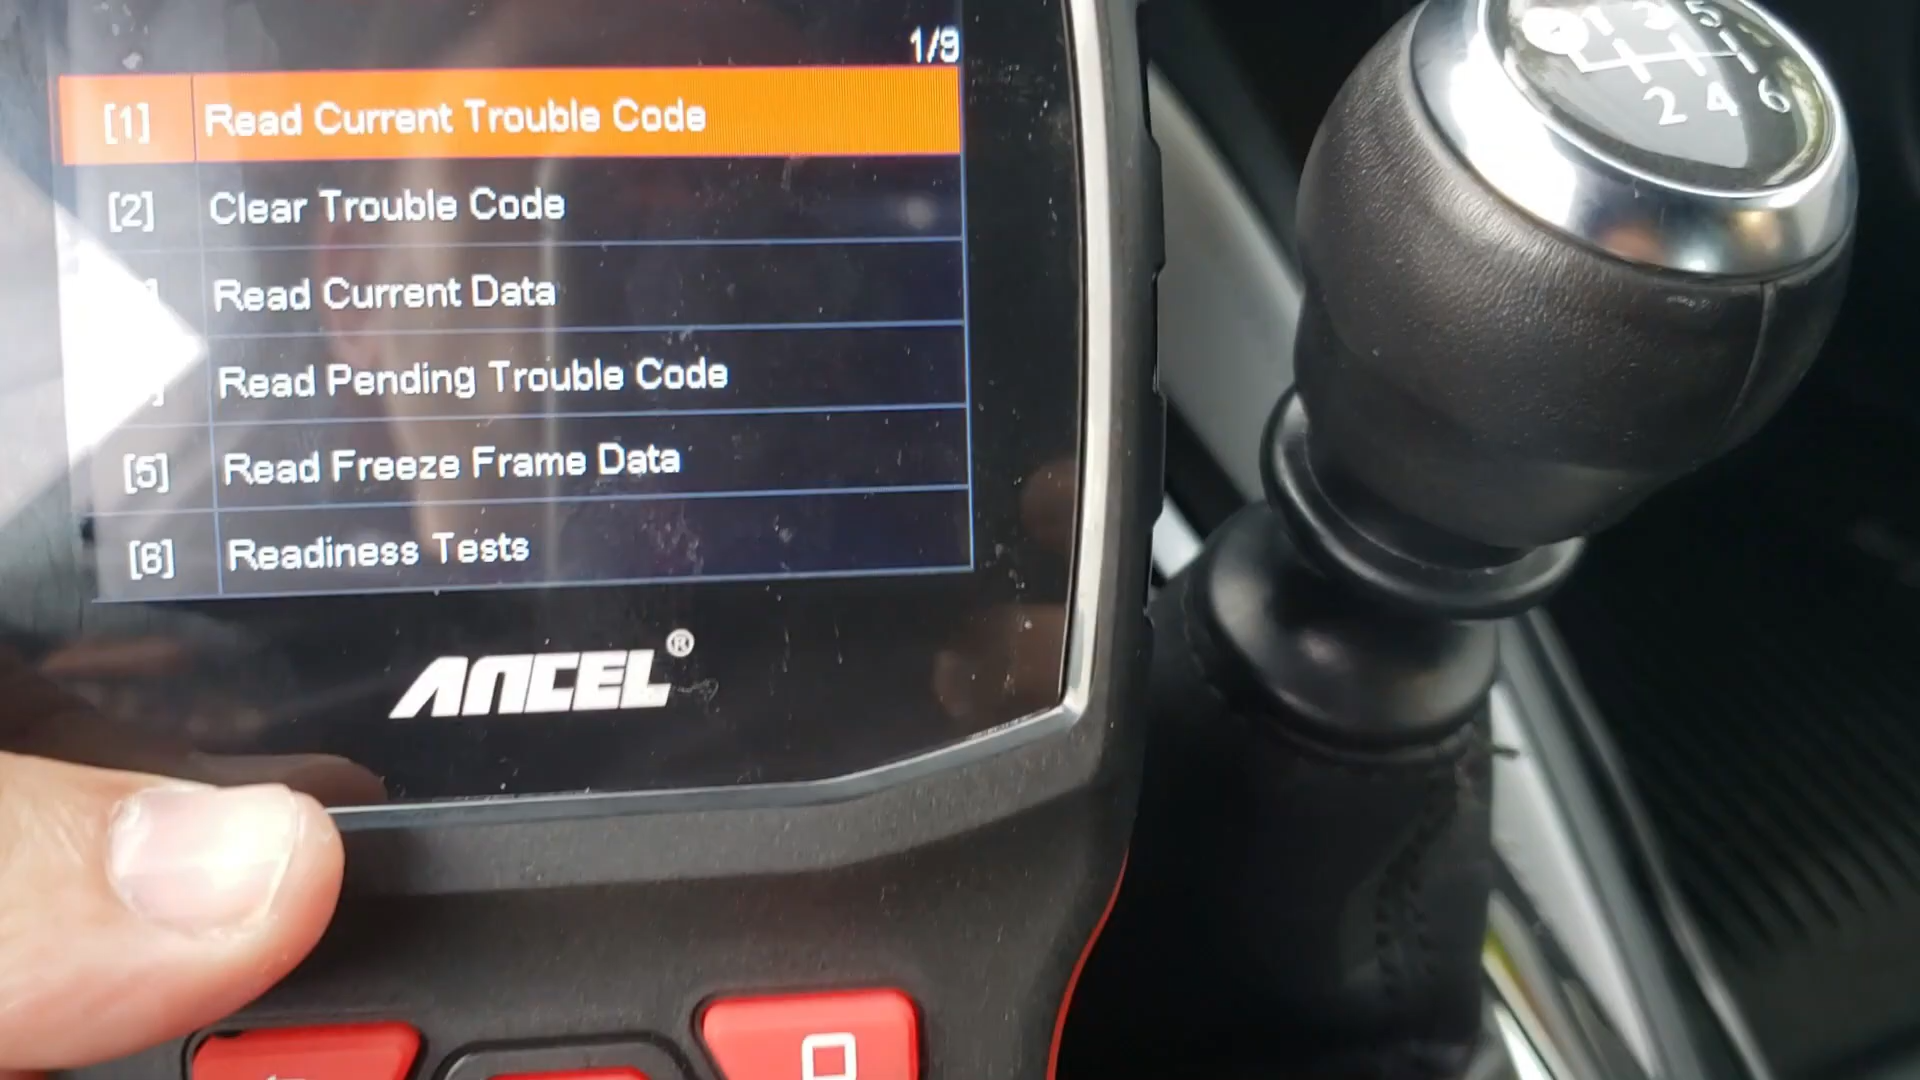 1/9
[1] Read Current Trouble Code
[2] Clear Trouble Code
] Read Current Data
] Read Pending Trouble Code
[5] Read Freeze Frame Data
[6] Readiness Tests
ANCEL®
1 3 5
2 4 6